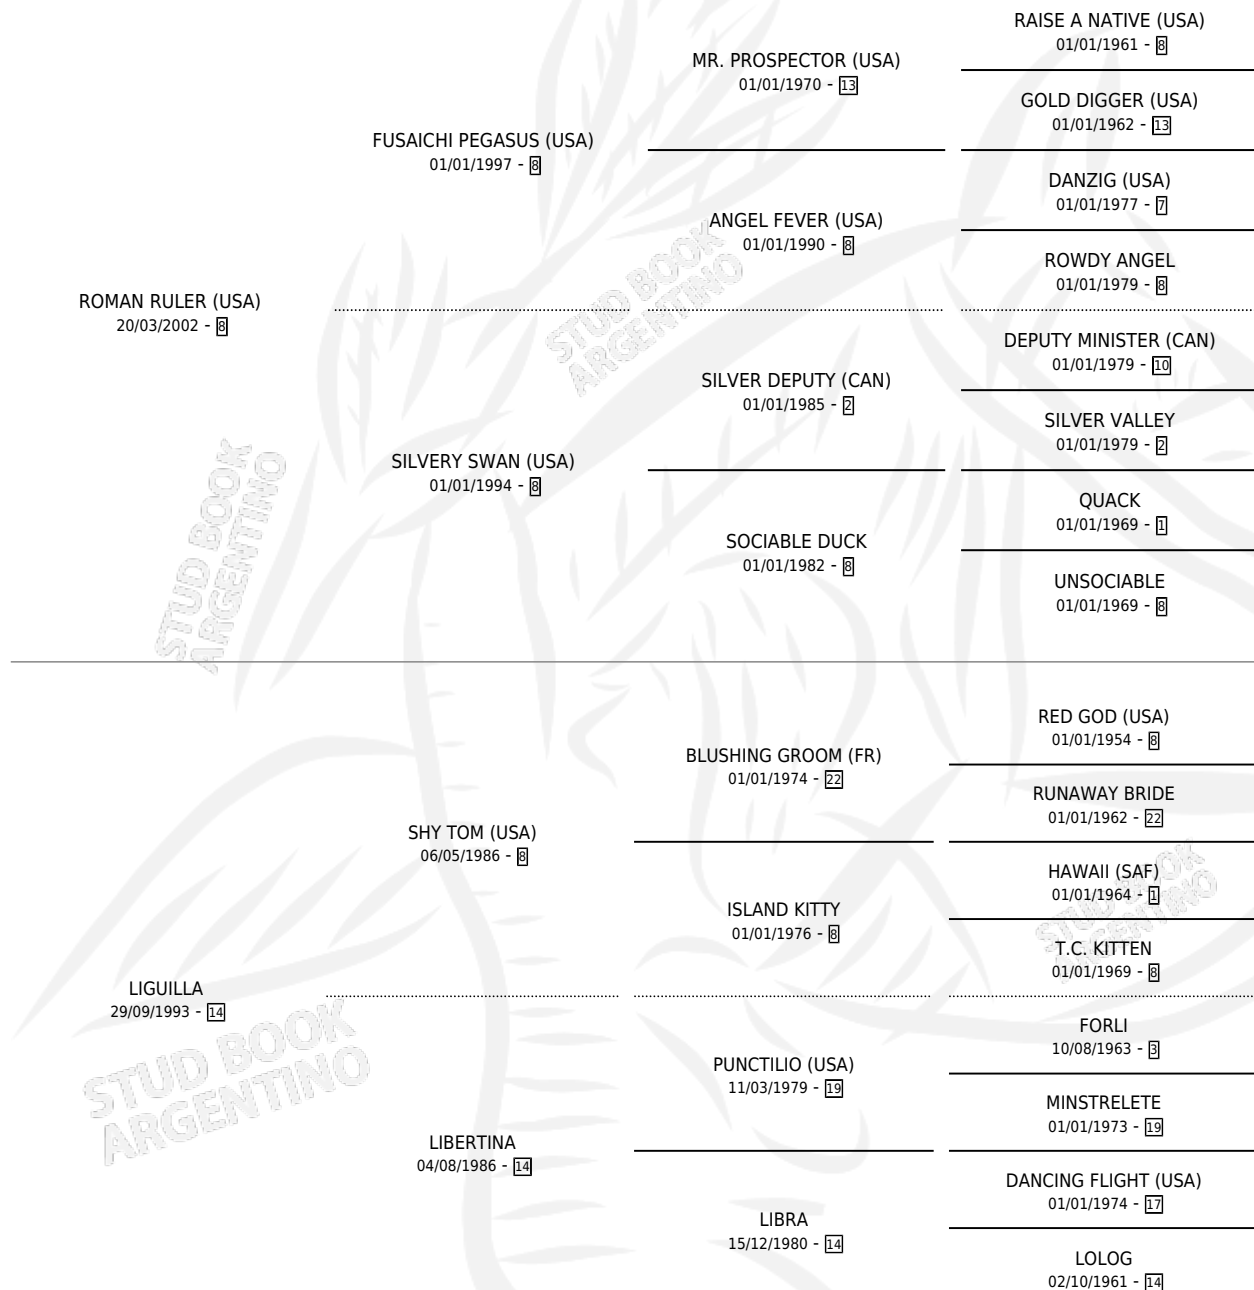 RAISE A NATIVE (USA)
01/01/1961 - 8
MR. PROSPECTOR (USA)
01/01/1970 - 13
GOLD DIGGER (USA)
01/01/1962 - 13
FUSAICHI PEGASUS (USA)
01/01/1997 - 8
DANZIG (USA)
01/01/1977 - 7
ANGEL FEVER (USA)
01/01/1990 - 8
ROWDY ANGEL
01/01/1979 - 8
ROMAN RULER (USA)
20/03/2002 - 8
DEPUTY MINISTER (CAN)
01/01/1979 - 10
SILVER DEPUTY (CAN)
01/01/1985 - 2
SILVER VALLEY
01/01/1979 - 2
SILVERY SWAN (USA)
01/01/1994 - 8
QUACK
01/01/1969 - 1
SOCIABLE DUCK
01/01/1982 - 8
UNSOCIABLE
01/01/1969 - 8
RED GOD (USA)
01/01/1954 - 8
BLUSHING GROOM (FR)
01/01/1974 - 22
RUNAWAY BRIDE
01/01/1962 - 22
SHY TOM (USA)
06/05/1986 - 8
HAWAII (SAF)
01/01/1964 - 1
ISLAND KITTY
01/01/1976 - 8
T.C. KITTEN
01/01/1969 - 8
LIGUILLA
29/09/1993 - 14
FORLI
10/08/1963 - 3
PUNCTILIO (USA)
11/03/1979 - 19
MINSTRELETE
01/01/1973 - 19
LIBERTINA
04/08/1986 - 14
DANCING FLIGHT (USA)
01/01/1974 - 17
LIBRA
15/12/1980 - 14
LOLOG
02/10/1961 - 14
STUD BOOK
ARGENTINO
STUD BOOK
ARGENTINO
STUD BOOK
ARGENTINO
STUD BOOK
ARGENTINO